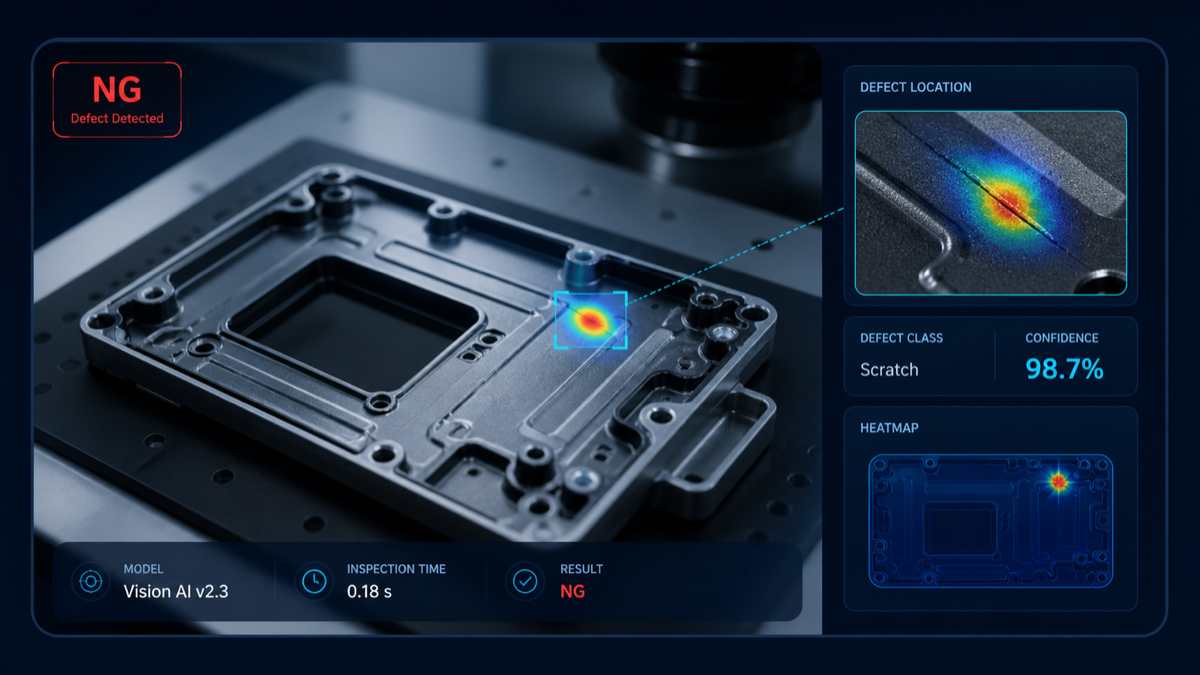 NG
Defect Detected
DEFECT LOCATION
DEFECT CLASS
Scratch
CONFIDENCE
98.7%
HEATMAP
MODEL
Vision AI v2.3
INSPECTION TIME
0.18 s
RESULT
NG